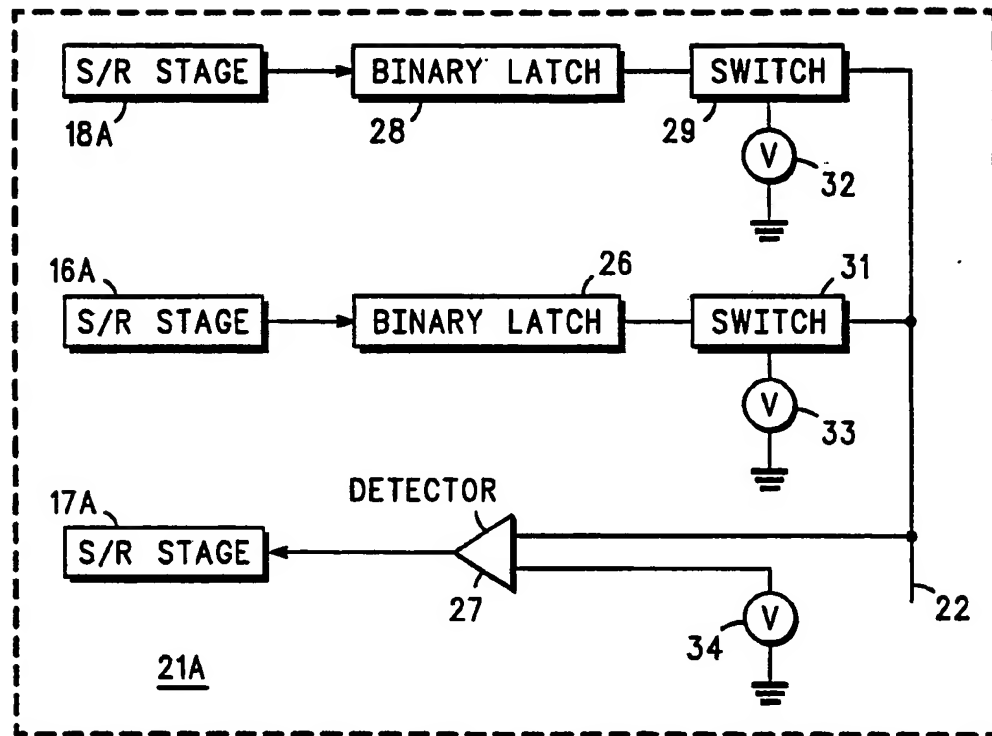 S/R STAGE BINARY LATCH SWITCH
18A 28 29
V 32
16A 26 31
S/R STAGE BINARY LATCH SWITCH
V 33
17A DETECTOR
S/R STAGE
27 V 22
34
21A